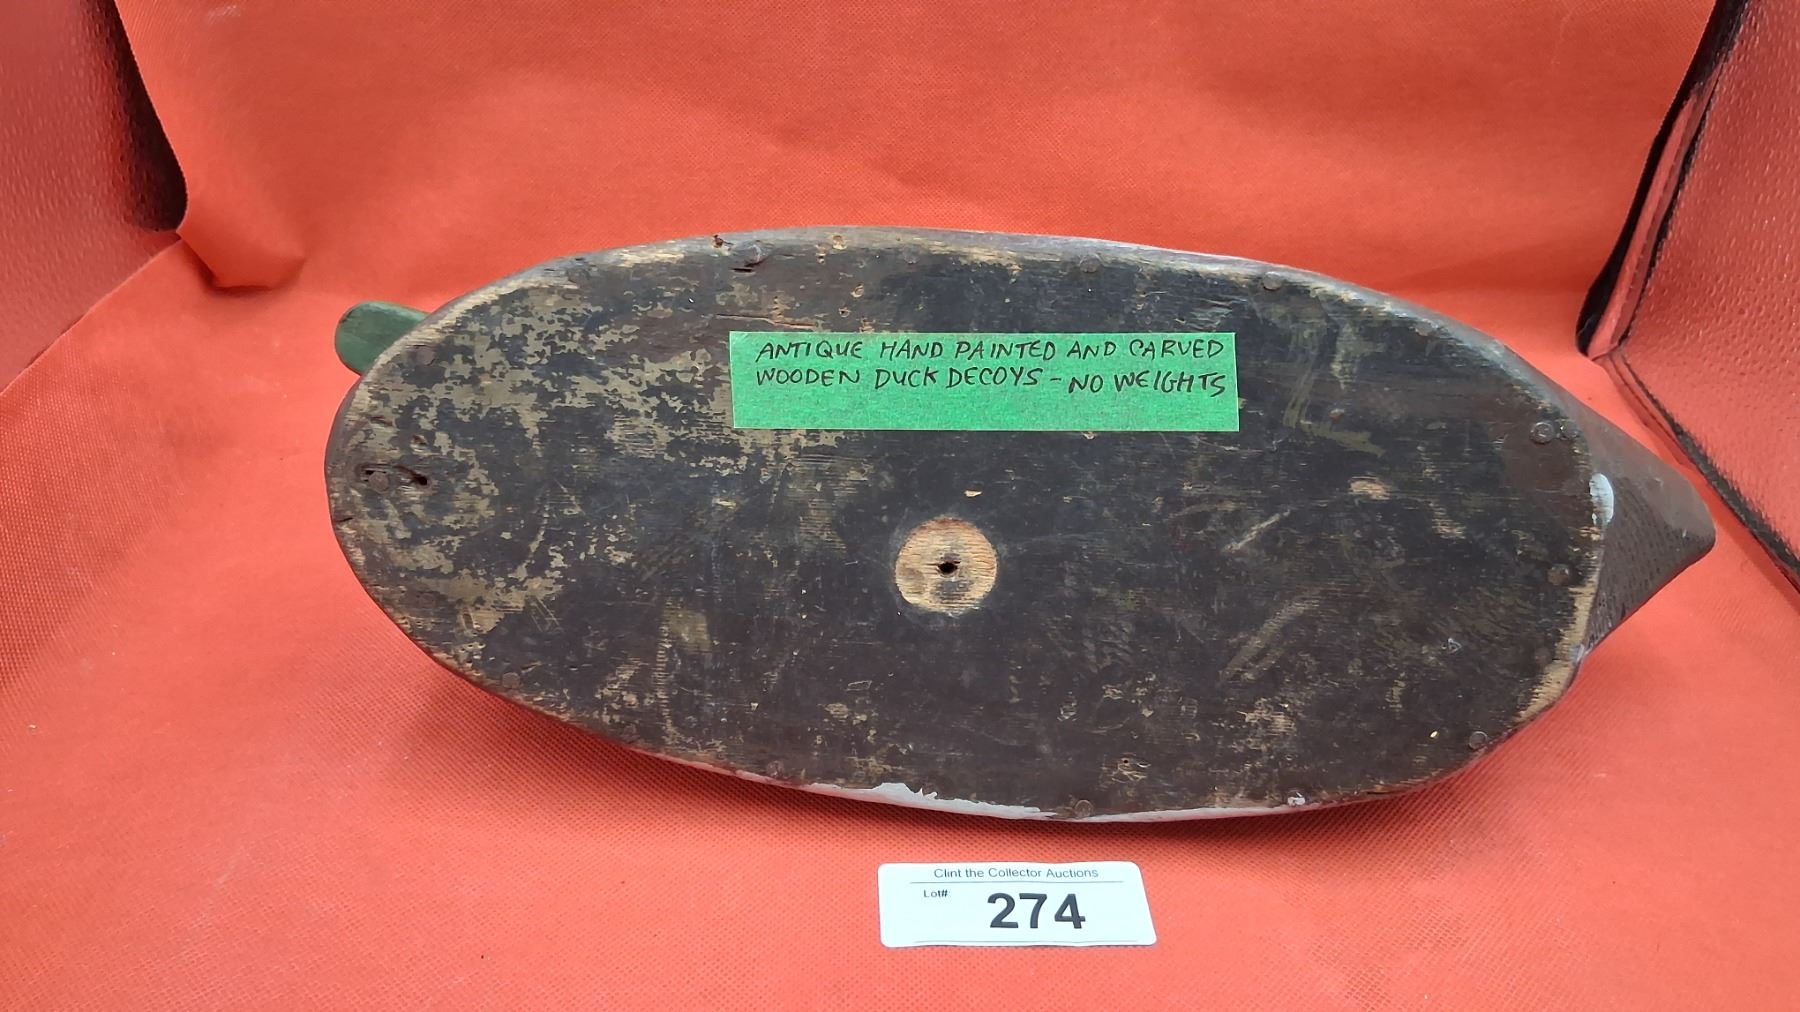 ANTIQUE HAND PAINTED AND CARVED
WOODEN DUCK DECOYS - NO WEIGHTS
Clint the Collector Auctions
Lot#:
274